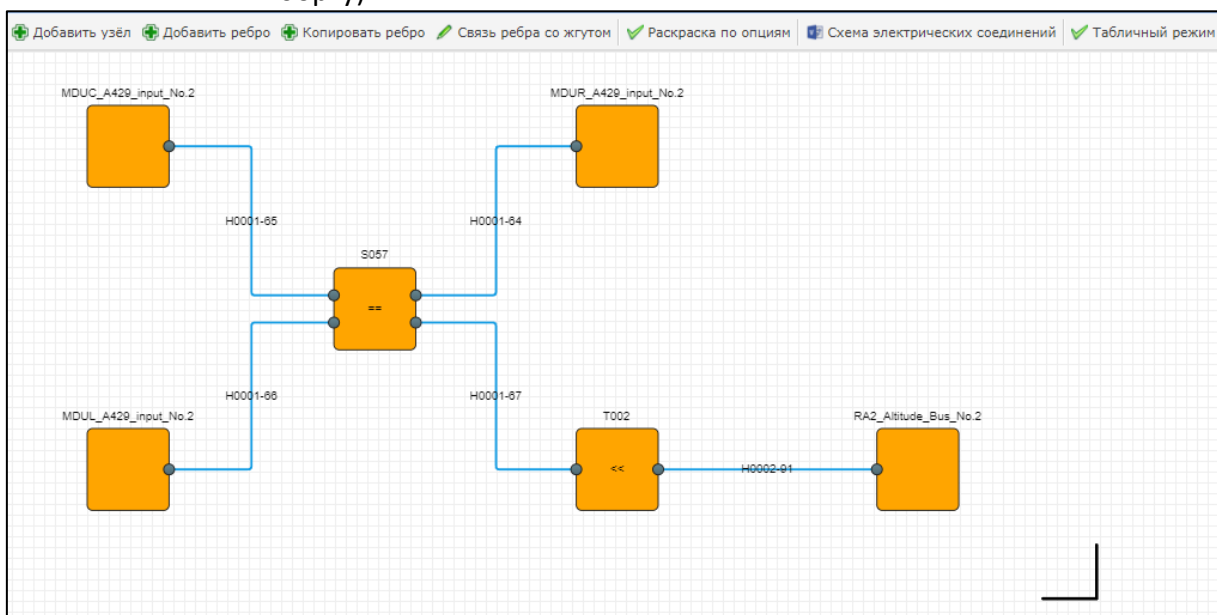 Добавить узёл Добавить ребро Копировать ребро Связь ребра со жгутом Раскраска по опциям Схема электрических соединений Табличный режим
MDUC_A429_input_No.2 MDUR_A429_input_No.2
H0001-65 H0001-64
S057
==
H0001-66 H0001-67
MDUL_A429_input_No.2 T002 RA2_Altitude_Bus_No.2
<< H0002-91